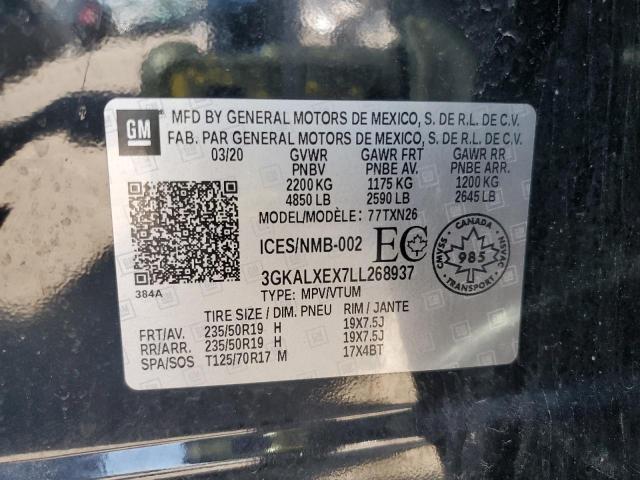 GM
MFD BY GENERAL MOTORS DE MEXICO, S. DE R.L. DE C.V.
FAB. PAR GENERAL MOTORS DE MEXICO, S. DE R.L. DE C.V.
03/20 GVWR GAWR FRT GAWR RR
PNBV PNBE AV. PNBE ARR.
2200 KG 1175 KG 1200 KG
4850 LB 2590 LB 2645 LB
77/MODÈLE: 77TXN26
ICES/NMB-002 EC
CANADA
CMVSS 985 NSVAC
3GKALXEX7LL268937
384A
TYPE: MPV/VTUM
TIRE SIZE / DIM. PNEU RIM / JANTE
FRT/AV. 235/50R19 H 19X7.5J
RR/ARR. 235/50R19 H 19X7.5J
SPA/SOS T125/70R17 M 17X4BT